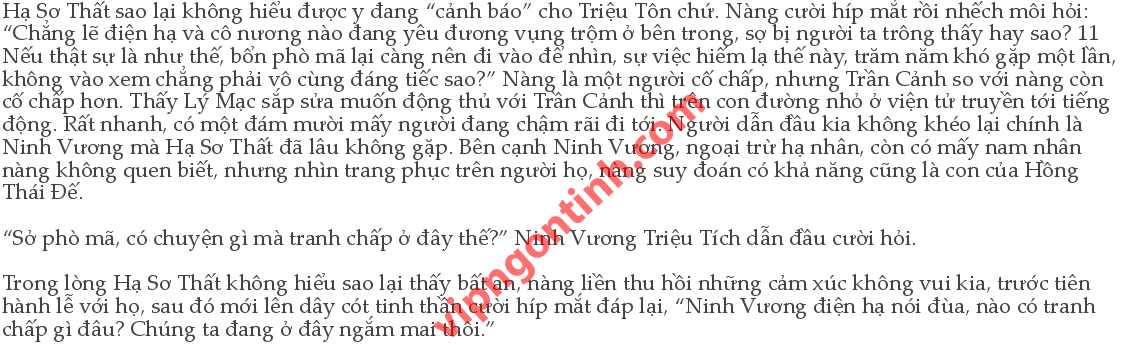 Hạ Sơ Thất sao lại không hiểu được y đang “cảnh báo” cho Triệu Tôn chứ. Nàng cười híp mắt rồi nhếch môi hỏi:
“Chẳng lẽ điện hạ và cô nương nào đang yêu đương vụng trộm ở bên trong, sợ bị người ta trông thấy hay sao? 11
Nếu thật sự là như thế, bổn phò mã lại càng nên đi vào để nhìn, sự việc hiếm lạ thế này, trăm năm khó gặp một lần,
không vào xem chẳng phải vô cùng đáng tiếc sao?” Nàng là một người cố chấp, nhưng Trần Cảnh so với nàng còn
cố chấp hơn. Thấy Lý Mạc sắp sửa muốn động thủ với Trần Cảnh thì trên con đường nhỏ ở viện tử truyền tới tiếng
động. Rất nhanh, có một đám mười mấy người đang chậm rãi đi tới. Người dẫn đầu kia không khéo lại chính là
Ninh Vương mà Hạ Sơ Thất đã lâu không gặp. Bên cạnh Ninh Vương, ngoại trừ hạ nhân, còn có mấy nam nhân
nàng không quen biết, nhưng nhìn trang phục trên người họ, nàng suy đoán có khả năng cũng là con của Hồng
Thái Đế.
“Sở phò mã, có chuyện gì mà tranh chấp ở đây thế?” Ninh Vương Triệu Tích dẫn đầu cười hỏi.
Trong lòng Hạ Sơ Thất không hiểu sao lại thấy bất an, nàng liền thu hồi những cảm xúc không vui kia, trước tiên
hành lễ với họ, sau đó mới lên dây cót tinh thần cười híp mắt đáp lại, “Ninh Vương điện hạ nói đùa, nào có tranh
chấp gì đâu? Chúng ta đang ở đây ngắm mai thôi.”
vipngontinh.com